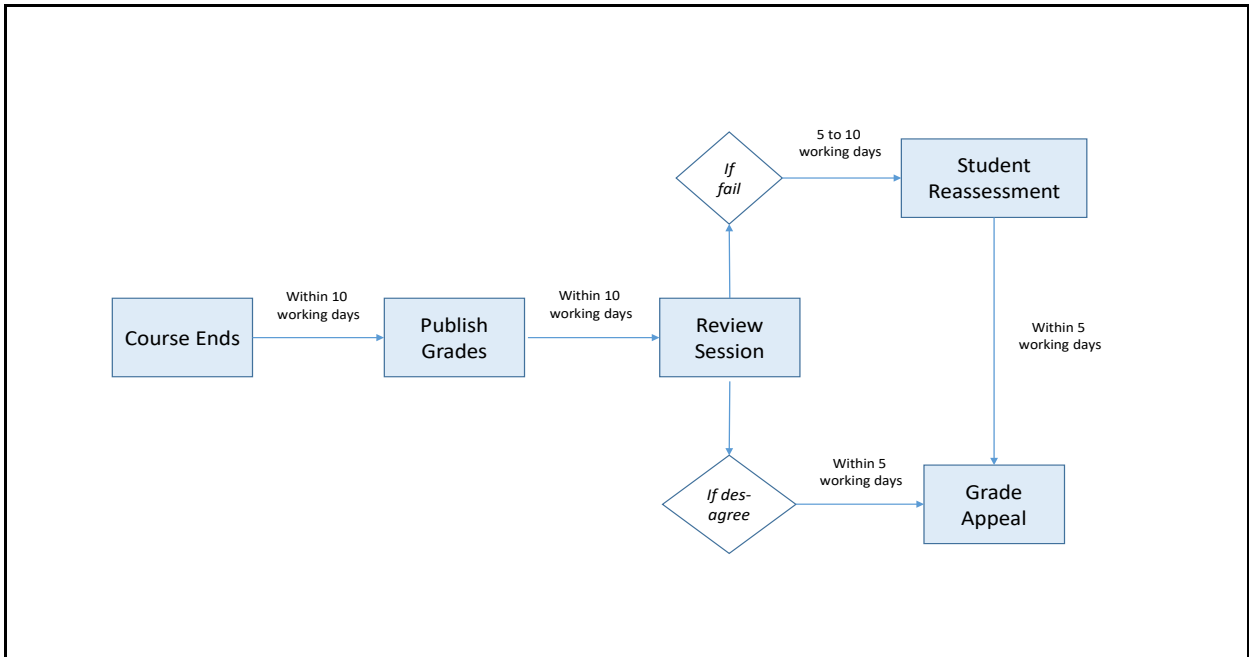 5 to 10
working days
If
fail
Student
Reassessment
Within 10
working days
Within 10
working days
Course Ends
Publish
Grades
Review
Session
Within 5
working days
If des-
agree
Within 5
working days
Grade
Appeal